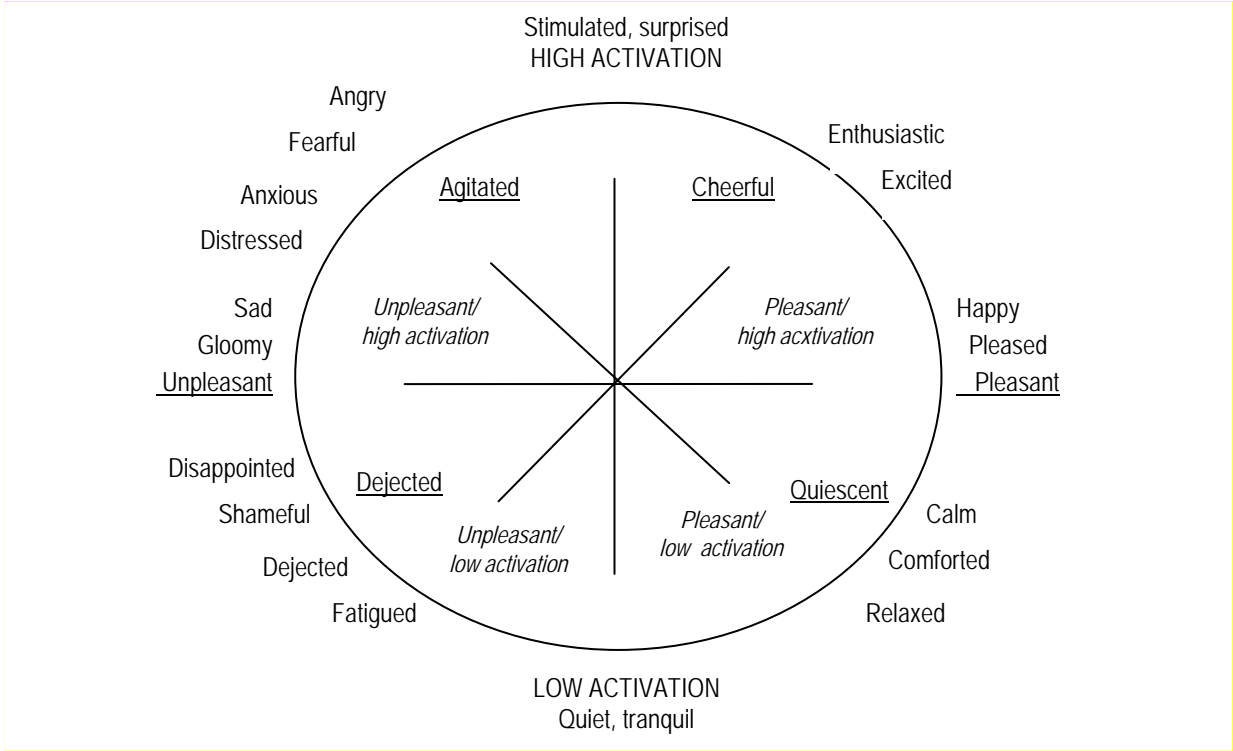 Stimulated, surprised
HIGH ACTIVATION
Angry
Enthusiastic
Fearful
Excited
Agitated
Cheerful
Anxious
Distressed
Sad
Unpleasant/
high activation
Pleasant/
high acxtivation
Happy
Gloomy
Pleased
Unpleasant
Pleasant
Disappointed
Dejected
Quiescent
Shameful
Unpleasant/
low activation
Pleasant/
low activation
Calm
Dejected
Comforted
Fatigued
Relaxed
LOW ACTIVATION
Quiet, tranquil